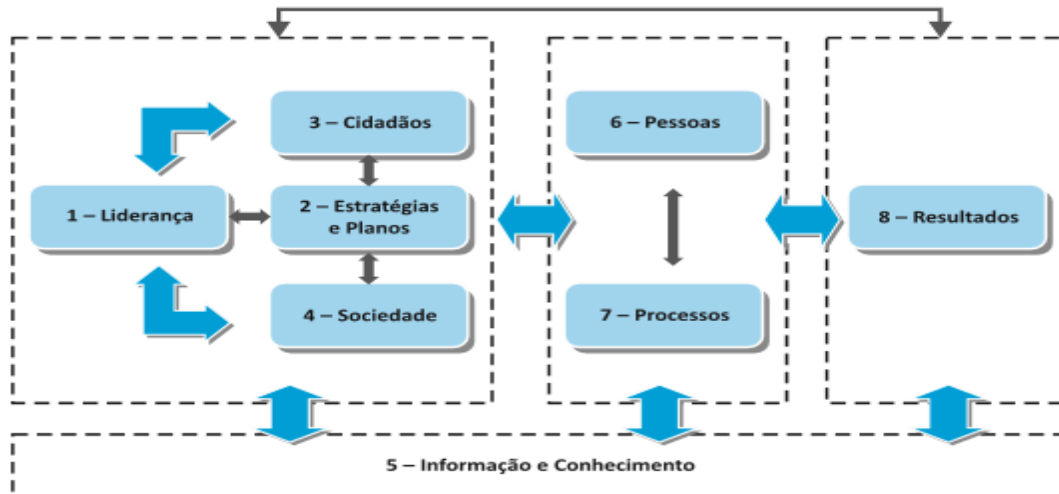 3 – Cidadãos
6 – Pessoas
1 – Liderança
2 – Estratégias
e Planos
8 – Resultados
4 – Sociedade
7 – Processos
5 – Informação e Conhecimento